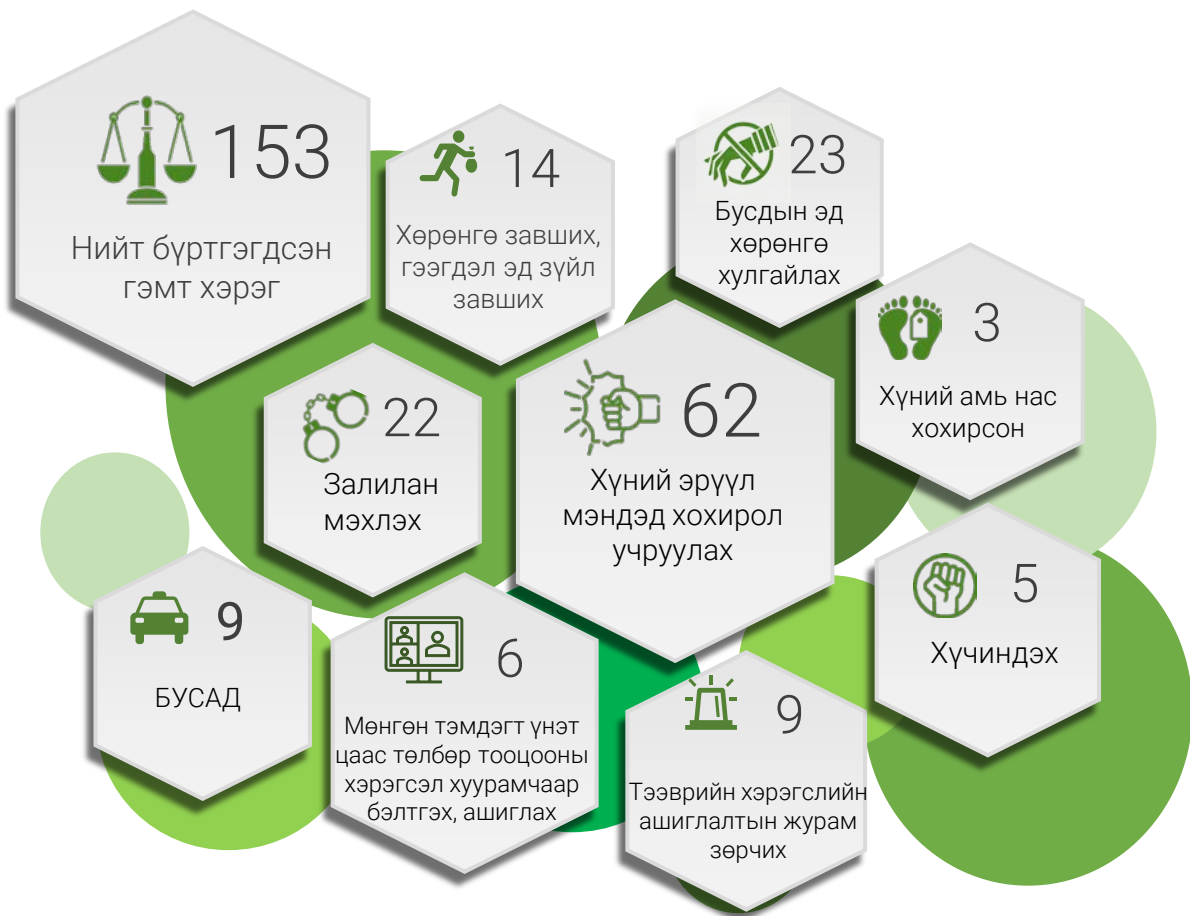 153
Нийт бүртгэгдсэн
гэмт хэрэг
14
Хөрөнгө завших,
гээгдэл эд зүйл
завших
23
Бусдын эд
хөрөнгө
хулгайлах
3
Хүний амь нас
хохирсон
22
Залилан
мэхлэх
62
Хүний эрүүл
мэндэд хохирол
учруулах
5
Хүчиндэх
9
БУСАД
6
Мөнгөн тэмдэгт үнэт
цаас төлбөр тооцооны
хэрэгсэл хуурамчаар
бэлтгэх, ашиглах
9
Тээврийн хэрэгслийн
ашиглалтын журам
зөрчих